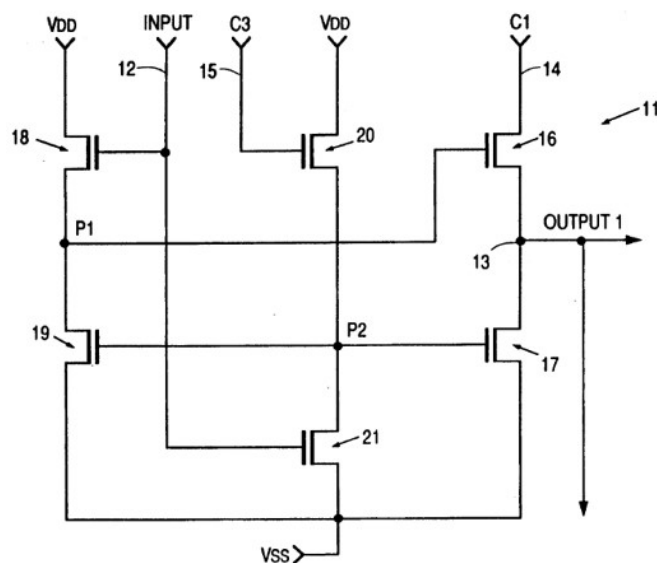 VDD INPUT C3 VDD C1
12 15 14
11
18 20 16
P1 OUTPUT 1
13
19 P2 17
21
VSS